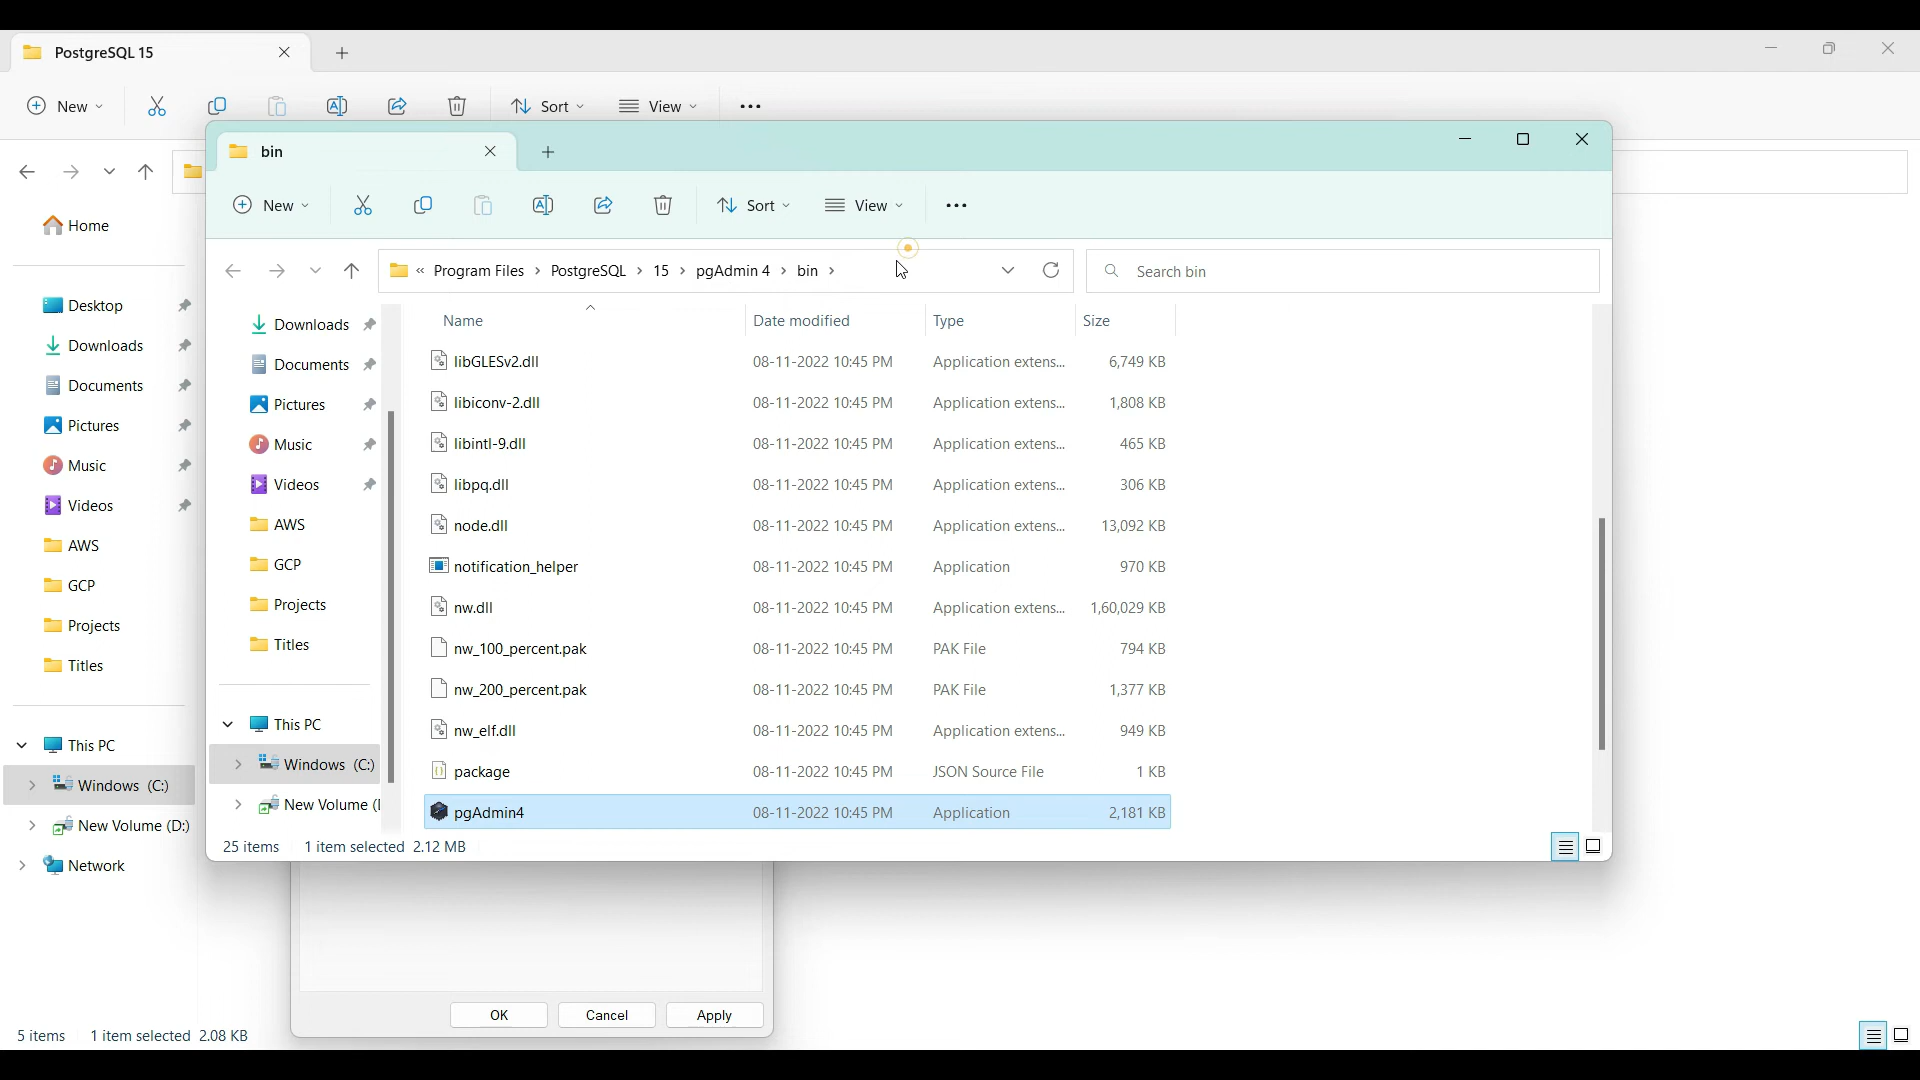 PostgreSQL 15
New
Sort
View
bin
New
Sort
View
« Program Files > PostgreSQL > 15 > pgAdmin 4 > bin >
Search bin
Home
Desktop
Downloads
Documents
Pictures
Music
Videos
AWS
GCP
Projects
Titles
This PC
Windows (C:)
New Volume (D:)
Network
Downloads
Documents
Pictures
Music
Videos
AWS
GCP
Projects
Titles
This PC
Windows (C:)
New Volume (
Name Date modified Type Size
libGLESv2.dll 08-11-2022 10:45 PM Application extens... 6,749 KB
libiconv-2.dll 08-11-2022 10:45 PM Application extens... 1,808 KB
libintl-9.dll 08-11-2022 10:45 PM Application extens... 465 KB
libpq.dll 08-11-2022 10:45 PM Application extens... 306 KB
node.dll 08-11-2022 10:45 PM Application extens... 13,092 KB
notification_helper 08-11-2022 10:45 PM Application 970 KB
nw.dll 08-11-2022 10:45 PM Application extens... 1,60,029 KB
nw_100_percent.pak 08-11-2022 10:45 PM PAK File 794 KB
nw_200_percent.pak 08-11-2022 10:45 PM PAK File 1,377 KB
nw_elf.dll 08-11-2022 10:45 PM Application extens... 949 KB
package 08-11-2022 10:45 PM JSON Source File 1 KB
pgAdmin4 08-11-2022 10:45 PM Application 2,181 KB
25 items 1 item selected 2.12 MB
OK Cancel Apply
5 items 1 item selected 2.08 KB